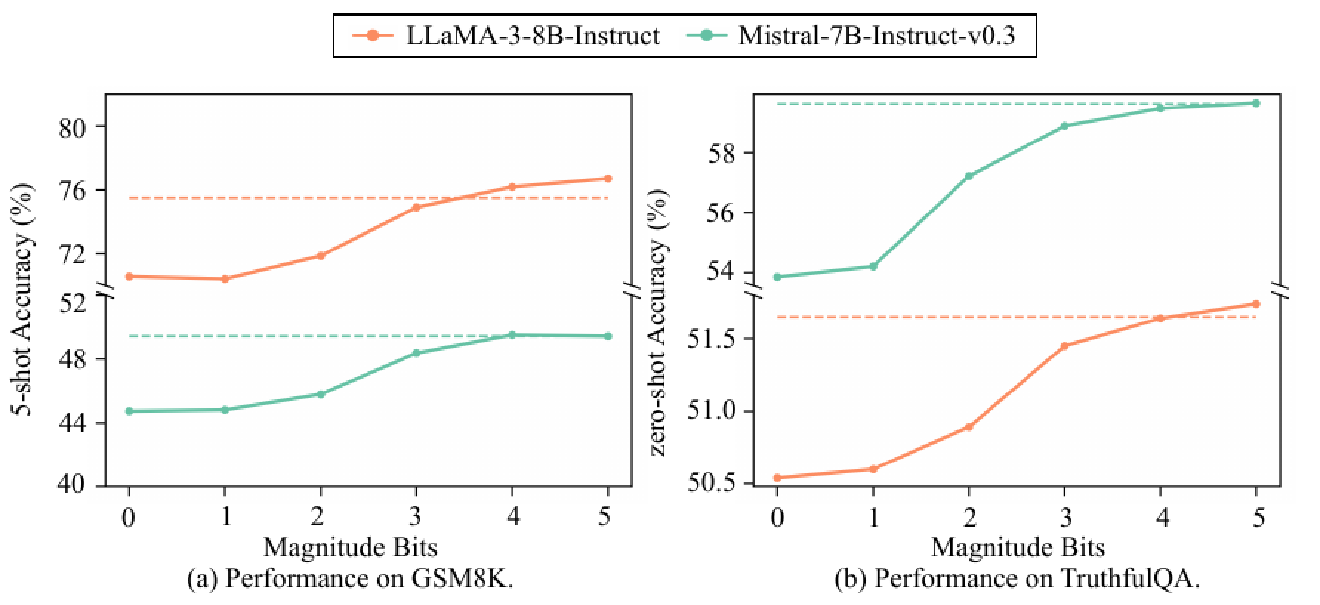 LLaMA-3-8B-Instruct Mistral-7B-Instruct-v0.3
5-shot Accuracy (%)
80
76
72
52
48
44
40
0 1 2 3 4 5
Magnitude Bits
(a) Performance on GSM8K.
zero-shot Accuracy (%)
58
56
54
51.5
51.0
50.5
0 1 2 3 4 5
Magnitude Bits
(b) Performance on TruthfulQA.